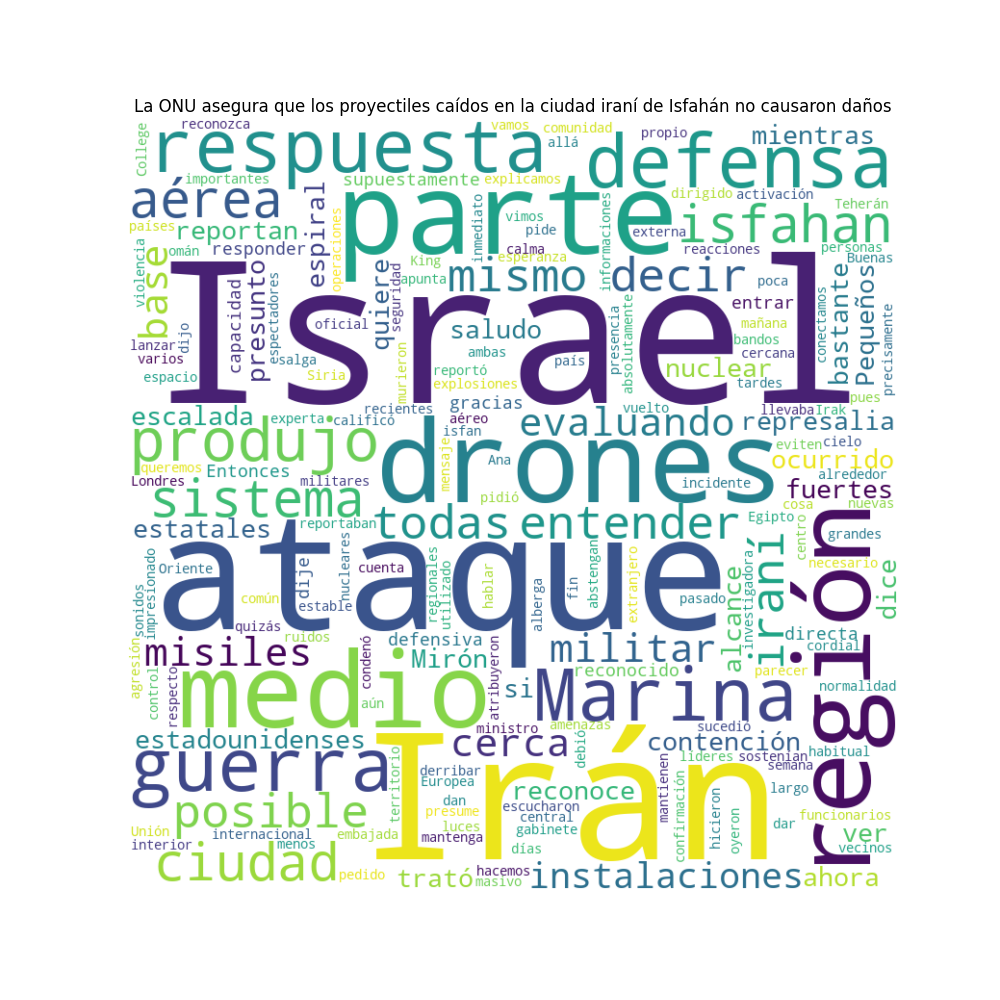 La ONU asegura que los proyectiles caídos en la ciudad iraní de Isfahán no causaron daños
reconozca
vamos
comunidad
allá
propio
mientras
College
respuesta
defensa
importantes
supuestamente
explicamos
dirigido
activación
Teherán
aérea
parte
isfahan
países
reportan
espiral
operaciones
vimos
pide
informaciones
externa
reacciones
personas
Buenas
omán
responder
inmediato
calma
esperanza
violencia
base
King
apunta
mismo
decir
poca
Israel
presunto
quiere
seguridad
capacidad
espectadores
entrar
bastante
Pequeños
conectamos
precisamente
lanzar
dijo
oficial
saludo
presencia
absolutamente
mañana
bandos
varios
esalga
ambas
país
cercana
espacio
Siria
murieron
reportó
explosiones
nuclear
tardes
pues
escalada
experta
calificó
recientes
gracias
aéreo
vuelto
llevaba
Irak
produjo
isfan
evaluando
represalia
drones
eviten
cielo
queremos
Entonces
mensaje
Ana
ocurrido
Londres
militares
incidente
alrededor
sistema
pidió
fuertes
cosa
nuevas
estatales
reportaban
todas
entender
Egipto
centro
grandes
región
ataque
Oriente
dije
nucleares
cuenta
regionales
utilizado
hablar
alberga
fin
abstengan
extranjero
investigadora
iraní
necesario
dice
sonidos
impresionado
común
estable
pasado
alcance
quizás
ruidos
defensiva
directa
cordial
agresión
misiles
condenó
Mirón
militar
reconocido
parecer
control
respecto
medio
aún
atribuyeron
si
Marina
normalidad
ministro
amenazas
sucedió
estadounidenses
cerca
debió
contención
habitual
guerra
territorio
Irán
líderes
sostenían
semana
derribar
Europea
mantienen
reconoce
largo
posible
dan
presume
escucharon
confirmación
hicieron
oyeron
funcionarios
Unión
internacional
embajada
luces
central
gabinete
dar
ver
interior
menos
mantenga
vecinos
ciudad
días
pedido
trató
hacemos
masivo
instalaciones
ahora